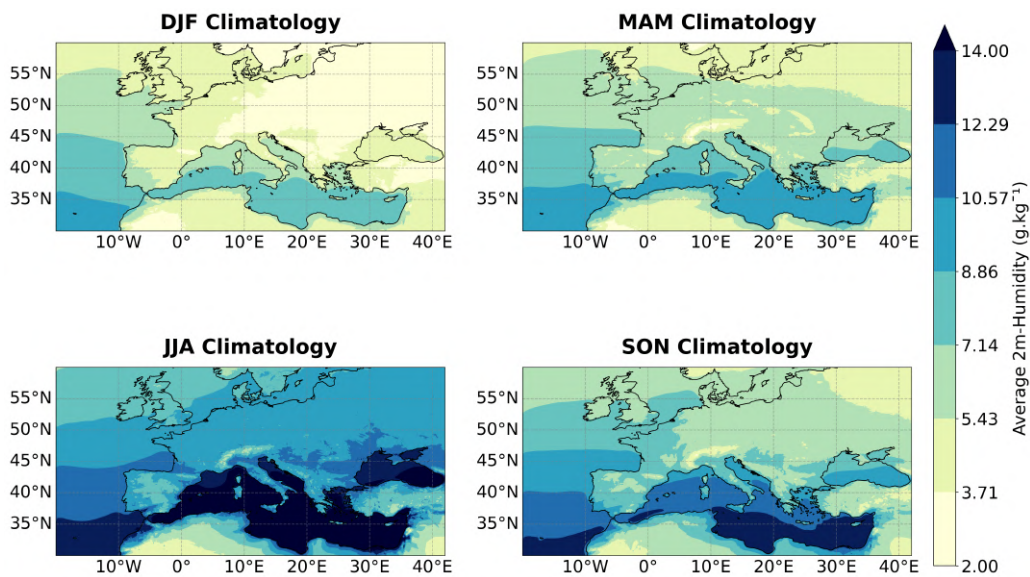 DJF Climatology
MAM Climatology
55°N
50°N
45°N
40°N
35°N
10°W 0° 10°E 20°E 30°E 40°E
55°N
50°N
45°N
40°N
35°N
10°W 0° 10°E 20°E 30°E 40°E
JJA Climatology
SON Climatology
55°N
50°N
45°N
40°N
35°N
10°W 0° 10°E 20°E 30°E 40°E
55°N
50°N
45°N
40°N
35°N
10°W 0° 10°E 20°E 30°E 40°E
14.00
12.29
10.57
8.86
7.14
5.43
3.71
2.00
Average 2m-Humidity (g.kg⁻¹)